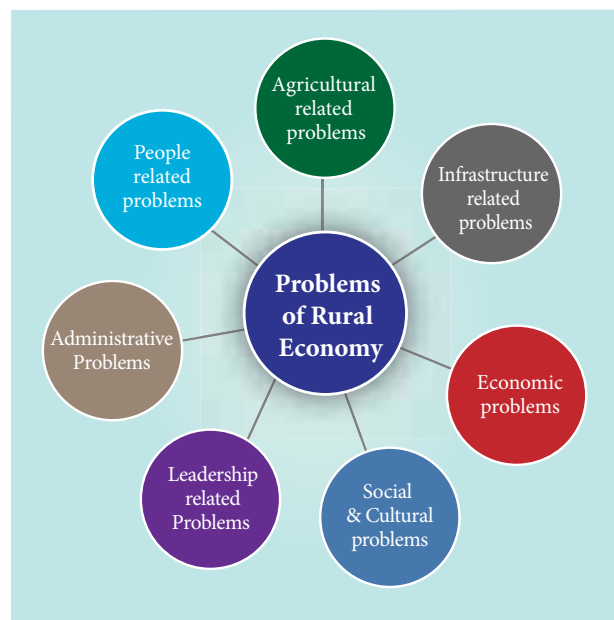 Agricultural
related
problems
People
related
problems
Infrastructure
related
problems
Problems
of Rural
Economy
Administrative
Problems
Economic
problems
Leadership
related
Problems
Social
& Cultural
problems